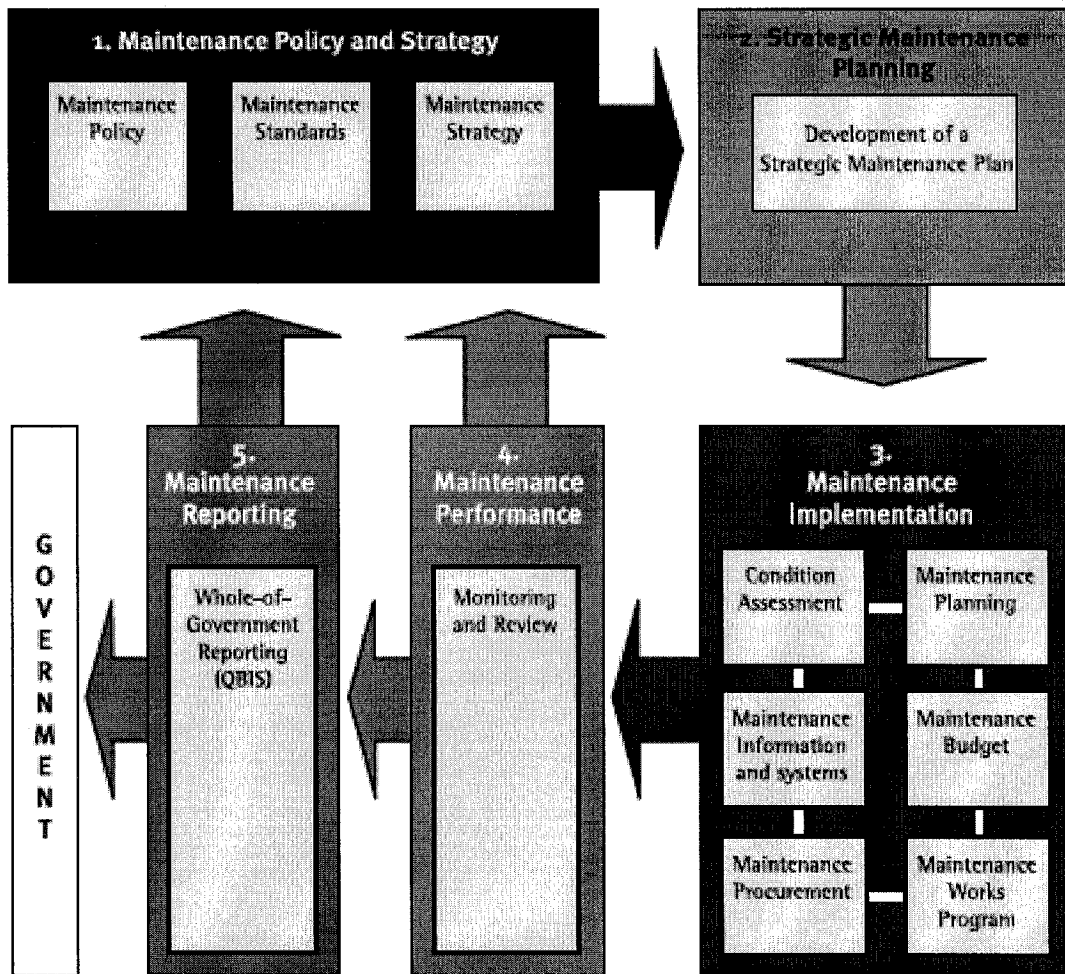 1. Maintenance Policy and Strategy
Maintenance
Policy
Maintenance
Standards
Maintenance
Strategy
2. Strategic Maintenance
Planning
Development of a
Strategic Maintenance Plan
3.
Maintenance
Implementation
Condition
Assessment
Maintenance
Planning
Maintenance
Information
and systems
Maintenance
Budget
Maintenance
Procurement
Maintenance
Works
Program
4.
Maintenance
Performance
Monitoring
and Review
5.
Maintenance
Reporting
Whole-of-
Government
Reporting
(QBIS)
GOVERNMENT